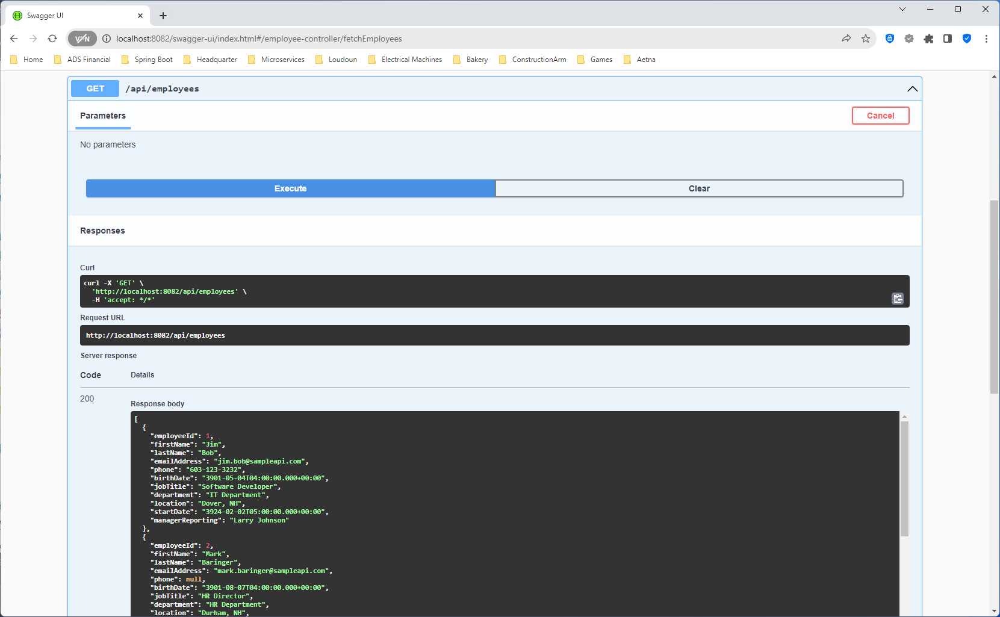 Swagger UI
VPN
localhost:8082/swagger-ui/index.html#/employee-controller/fetchEmployees
Home ADS Financial Spring Boot Headquarter Microservices Loudoun Electrical Machines Bakery ConstructionArm Games Aetna
GET /api/employees
Parameters
Cancel
No parameters
Execute Clear
Responses
Curl
curl -X 'GET' \
'http://localhost:8082/api/employees' \
-H 'accept: */*'
Request URL
http://localhost:8082/api/employees
Server response
Code Details
200
Response body
[
{
"employeeId": 1,
"firstName": "Jim",
"lastName": "Bob",
"emailAddress": "jim.bob@sampleapi.com",
"phone": "603-123-3232",
"birthDate": "3901-05-04T04:00:00.000+00:00",
"jobTitle": "Software Developer",
"department": "IT Department",
"location": "Dover, NH",
"startDate": "3924-02-02T05:00:00.000+00:00",
"managerReporting": "Larry Johnson"
},
{
"employeeId": 2,
"firstName": "Mark",
"lastName": "Baringer",
"emailAddress": "mark.baringer@sampleapi.com",
"phone": null,
"birthDate": "3901-08-07T04:00:00.000+00:00",
"jobTitle": "HR Director",
"department": "HR Department",
"location": "Durham, NH",